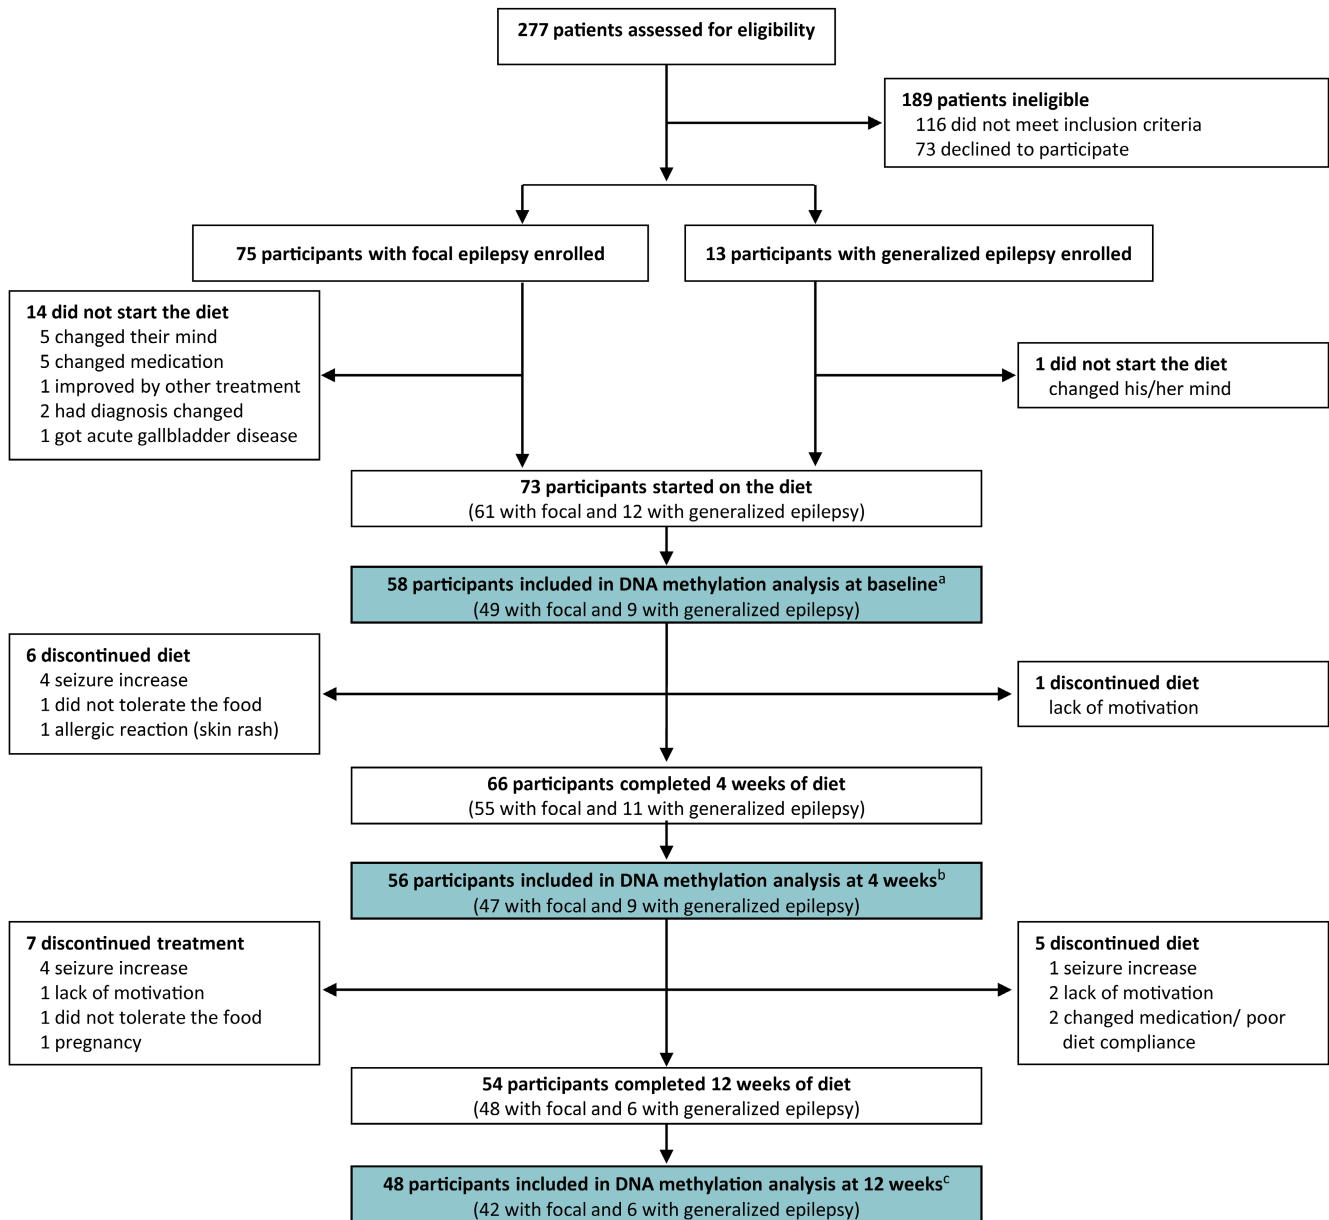 277 patients assessed for eligibility
189 patients ineligible
116 did not meet inclusion criteria
73 declined to participate
75 participants with focal epilepsy enrolled
13 participants with generalized epilepsy enrolled
14 did not start the diet
5 changed their mind
5 changed medication
1 improved by other treatment
2 had diagnosis changed
1 got acute gallbladder disease
1 did not start the diet
changed his/her mind
73 participants started on the diet
(61 with focal and 12 with generalized epilepsy)
58 participants included in DNA methylation analysis at baselineᵃ
(49 with focal and 9 with generalized epilepsy)
6 discontinued diet
4 seizure increase
1 did not tolerate the food
1 allergic reaction (skin rash)
1 discontinued diet
lack of motivation
66 participants completed 4 weeks of diet
(55 with focal and 11 with generalized epilepsy)
56 participants included in DNA methylation analysis at 4 weeksᵇ
(47 with focal and 9 with generalized epilepsy)
7 discontinued treatment
4 seizure increase
1 lack of motivation
1 did not tolerate the food
1 pregnancy
5 discontinued diet
1 seizure increase
2 lack of motivation
2 changed medication/ poor
diet compliance
54 participants completed 12 weeks of diet
(48 with focal and 6 with generalized epilepsy)
48 participants included in DNA methylation analysis at 12 weeksᶜ
(42 with focal and 6 with generalized epilepsy)